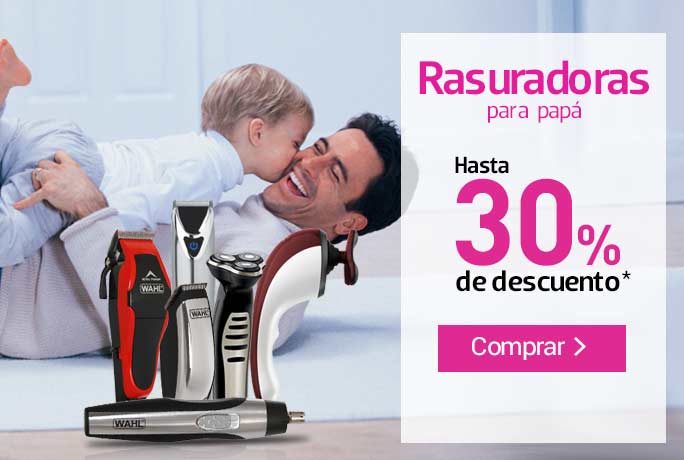 Rasuradoras
para papá
Hasta
30%
de descuento*
Comprar >
WAHL
WAHL
WAHL